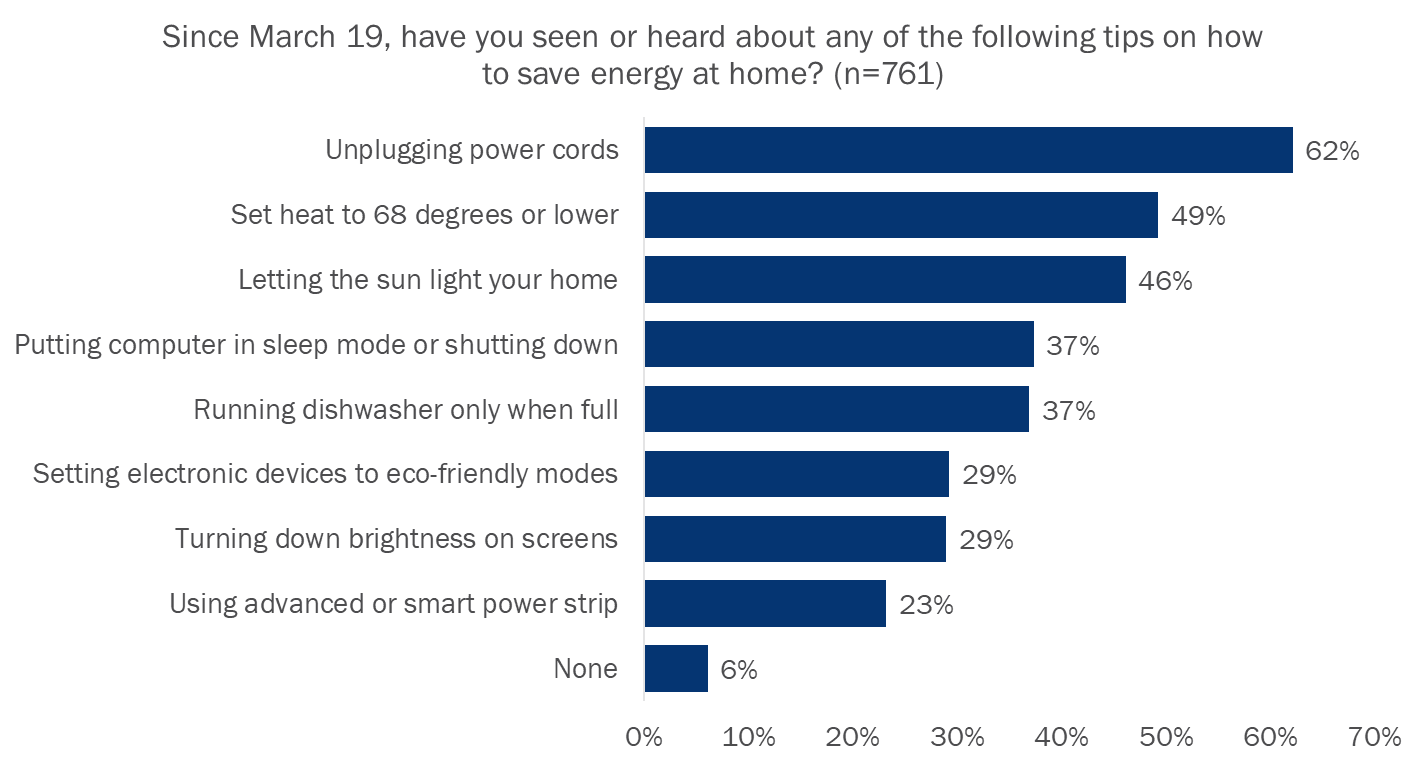 Since March 19, have you seen or heard about any of the following tips on how
to save energy at home? (n=761)
Unplugging power cords 62%
Set heat to 68 degrees or lower 49%
Letting the sun light your home 46%
Putting computer in sleep mode or shutting down 37%
Running dishwasher only when full 37%
Setting electronic devices to eco-friendly modes 29%
Turning down brightness on screens 29%
Using advanced or smart power strip 23%
None 6%
0% 10% 20% 30% 40% 50% 60% 70%